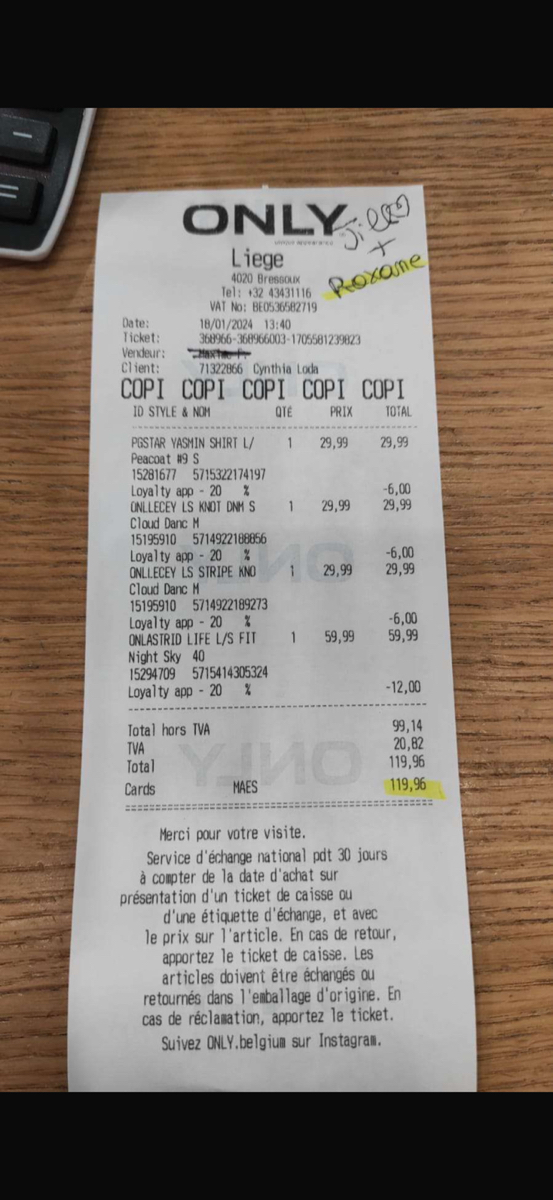 ONLY
Jill
+
Roxane
Liege
4020 Bressoux
Tel: +32 43431116
VAT No: BE0536582719
Date: 18/01/2024 13:40
Ticket: 368966-368966003-1705581239823
Vendeur:
Client: 71322866 Cynthia Loda
COPI COPI COPI COPI COPI
ID STYLE & NOM QTÉ PRIX TOTAL
PGSTAR YASMIN SHIRT L/ 1 29,99 29,99
Peacoat #9 S
15281677 5715322174197
Loyalty app - 20 % -6,00
ONLLECEY LS KNOT DNM S 1 29,99 29,99
Cloud Danc M
15195910 5714922188856
Loyalty app - 20 % -6,00
ONLLECEY LS STRIPE KNO 1 29,99 29,99
Cloud Danc M
15195910 5714922189273
Loyalty app - 20 % -6,00
ONLASTRID LIFE L/S FIT 1 59,99 59,99
Night Sky 40
15294709 5715414305324
Loyalty app - 20 % -12,00
Total hors TVA 99,14
TVA 20,82
Total 119,96
Cards MAES 119,96
Merci pour votre visite.
Service d'échange national pdt 30 jours
à compter de la date d'achat sur
présentation d'un ticket de caisse ou
d'une étiquette d'échange, et avec
le prix sur l'article. En cas de retour,
apportez le ticket de caisse. Les
articles doivent être échangés ou
retournés dans l'emballage d'origine. En
cas de réclamation, apportez le ticket.
Suivez ONLY.belgium sur Instagram.